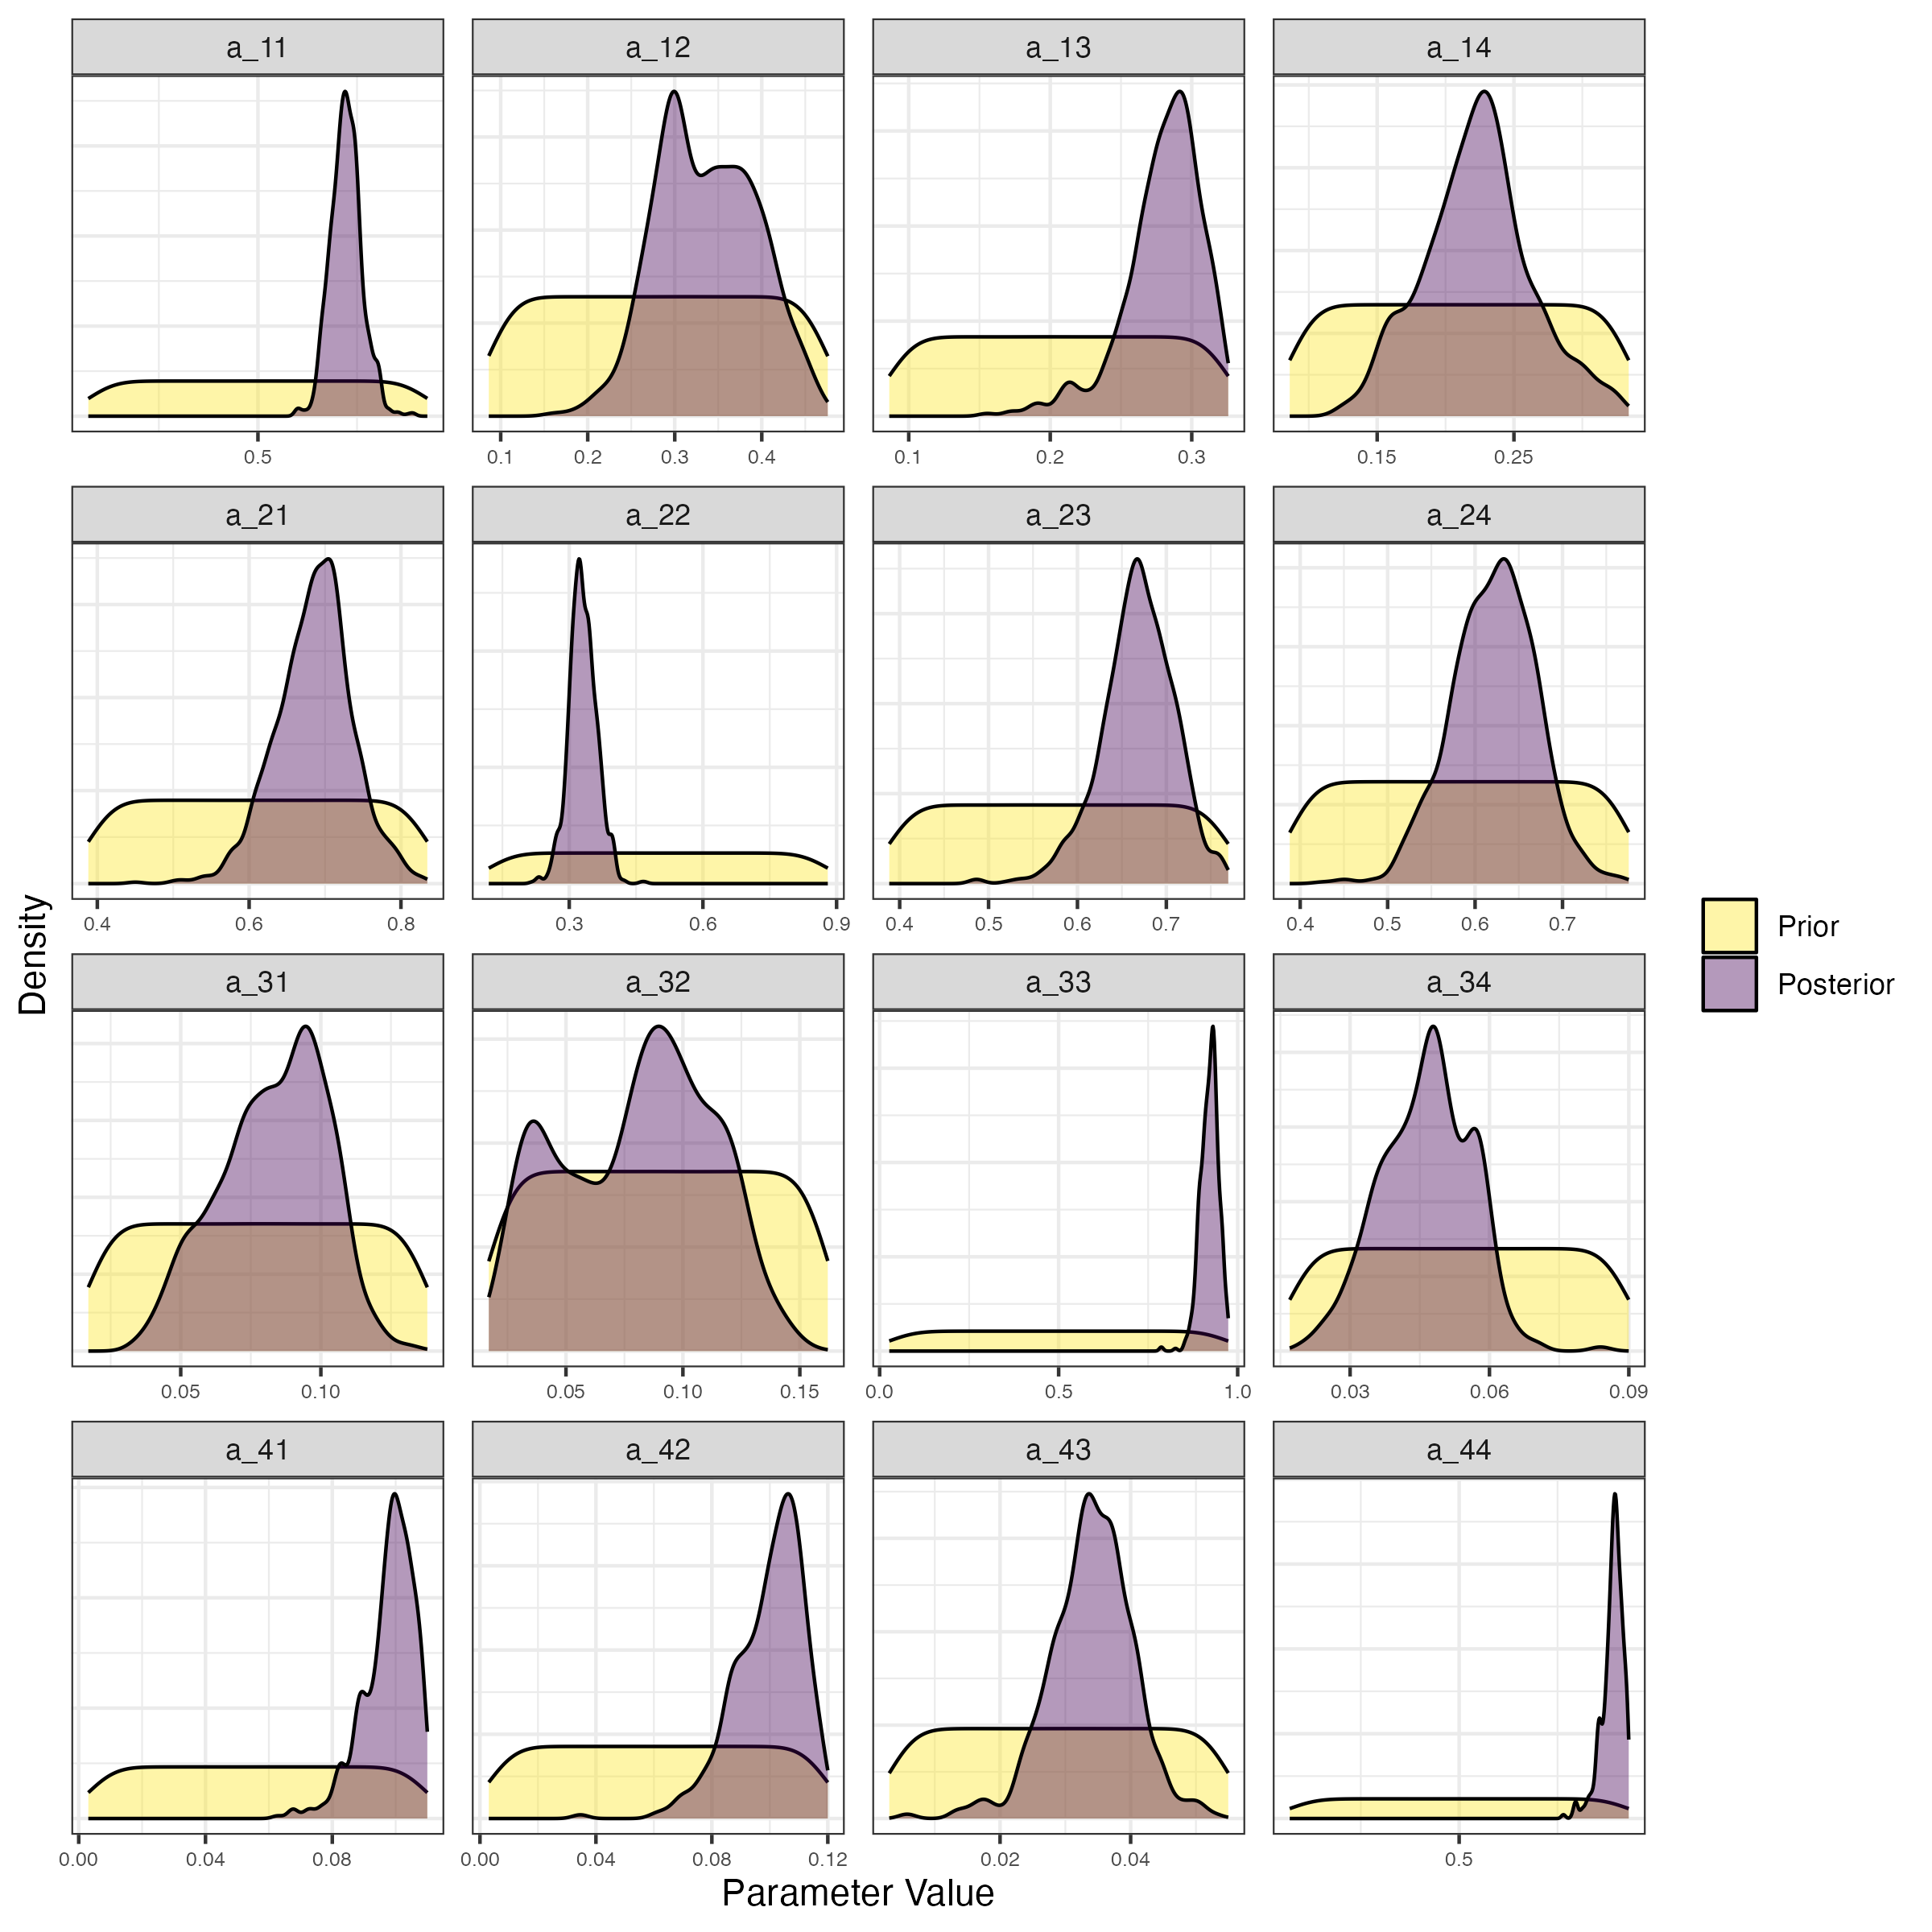 a_11 a_12 a_13 a_14
0.5 0.1 0.2 0.3 0.4 0.1 0.2 0.3 0.15 0.25
a_21 a_22 a_23 a_24
0.4 0.6 0.8 0.3 0.6 0.9 0.4 0.5 0.6 0.7 0.4 0.5 0.6 0.7
Density
Prior
Posterior
a_31 a_32 a_33 a_34
0.05 0.10 0.05 0.10 0.15 0.0 0.5 1.0 0.03 0.06 0.09
a_41 a_42 a_43 a_44
0.00 0.04 0.08 0.00 0.04 0.08 0.12 0.02 0.04 0.5
Parameter Value